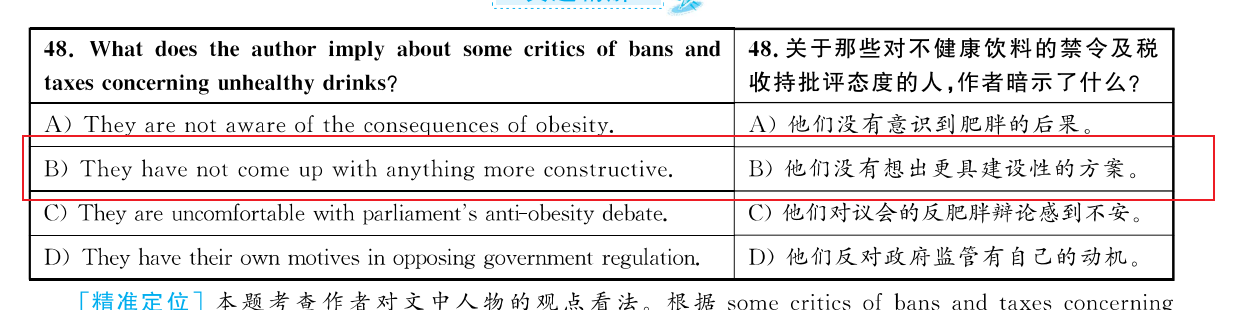 48. What does the author imply about some critics of bans and
taxes concerning unhealthy drinks?
48.关于那些对不健康饮料的禁令及税
收持批评态度的人,作者暗示了什么?
A) They are not aware of the consequences of obesity.
A) 他们没有意识到肥胖的后果。
B) They have not come up with anything more constructive.
B) 他们没有想出更具建设性的方案。
C) They are uncomfortable with parliament's anti-obesity debate.
C) 他们对议会的反肥胖辩论感到不安。
D) They have their own motives in opposing government regulation.
D) 他们反对政府监管有自己的动机。
[精准定位] 本题考查作者对文中人物的观点看法。根据 some critics of bans and taxes concerning